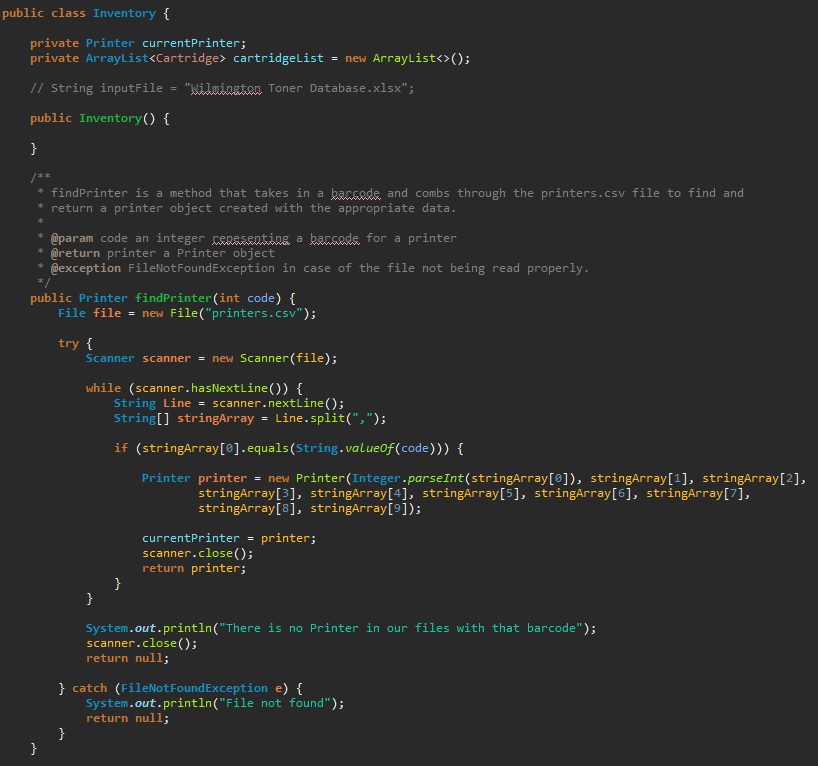 public class Inventory {
private Printer currentPrinter;
private ArrayList<Cartridge> cartridgeList = new ArrayList<>();
// String inputFile = "Wilmington Toner Database.xlsx";
public Inventory() {
}
/**
* findPrinter is a method that takes in a barcode and combs through the printers.csv file to find and
* return a printer object created with the appropriate data.
*
* @param code an integer repesenting a barcode for a printer
* @return printer a Printer object
* @exception FileNotFoundException in case of the file not being read properly.
*/
public Printer findPrinter(int code) {
File file = new File("printers.csv");
try {
Scanner scanner = new Scanner(file);
while (scanner.hasNextLine()) {
String Line = scanner.nextLine();
String[] stringArray = Line.split(",");
if (stringArray[0].equals(String.valueOf(code))) {
Printer printer = new Printer(Integer.parseInt(stringArray[0]), stringArray[1], stringArray[2],
stringArray[3], stringArray[4], stringArray[5], stringArray[6], stringArray[7],
stringArray[8], stringArray[9]);
currentPrinter = printer;
scanner.close();
return printer;
}
}
System.out.println("There is no Printer in our files with that barcode");
scanner.close();
return null;
} catch (FileNotFoundException e) {
System.out.println("File not found");
return null;
}
}